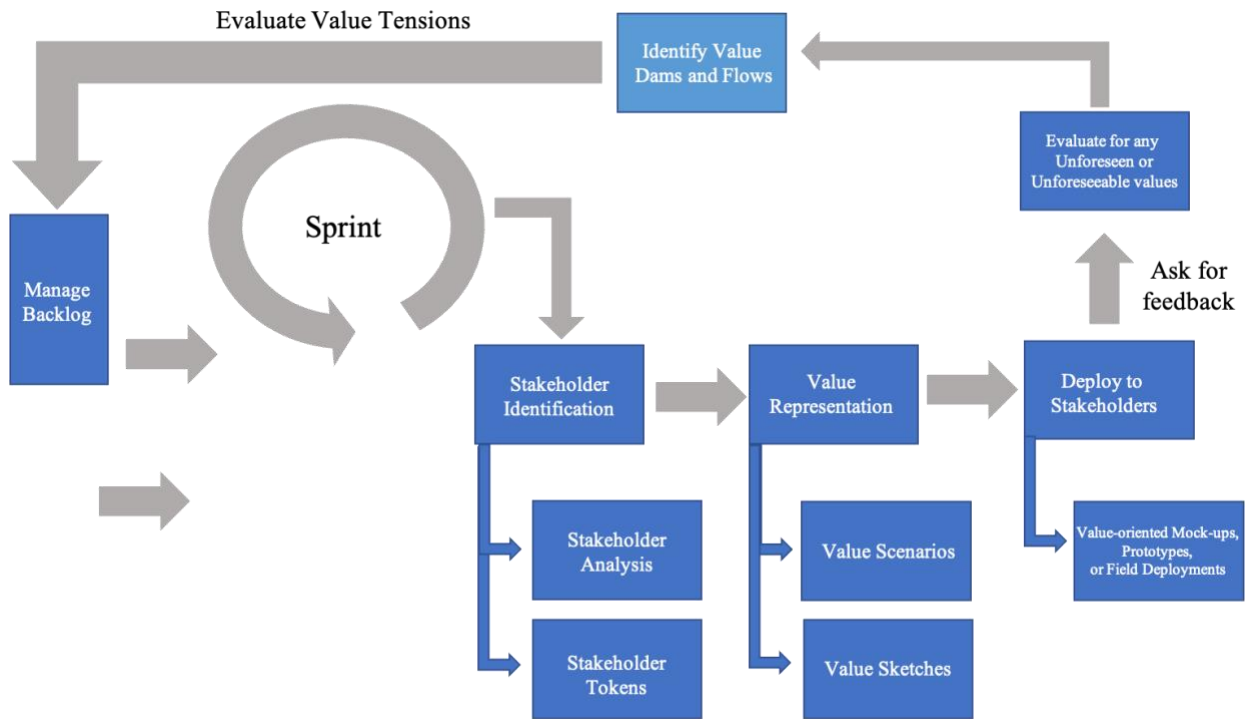 Evaluate Value Tensions
Identify Value
Dams and Flows
Evaluate for any
Unforeseen or
Unforeseeable values
Manage
Backlog
Sprint
Ask for
feedback
Stakeholder
Identification
Value
Representation
Deploy to
Stakeholders
Stakeholder
Analysis
Value Scenarios
Value-oriented Mock-ups,
Prototypes,
or Field Deployments
Stakeholder
Tokens
Value Sketches